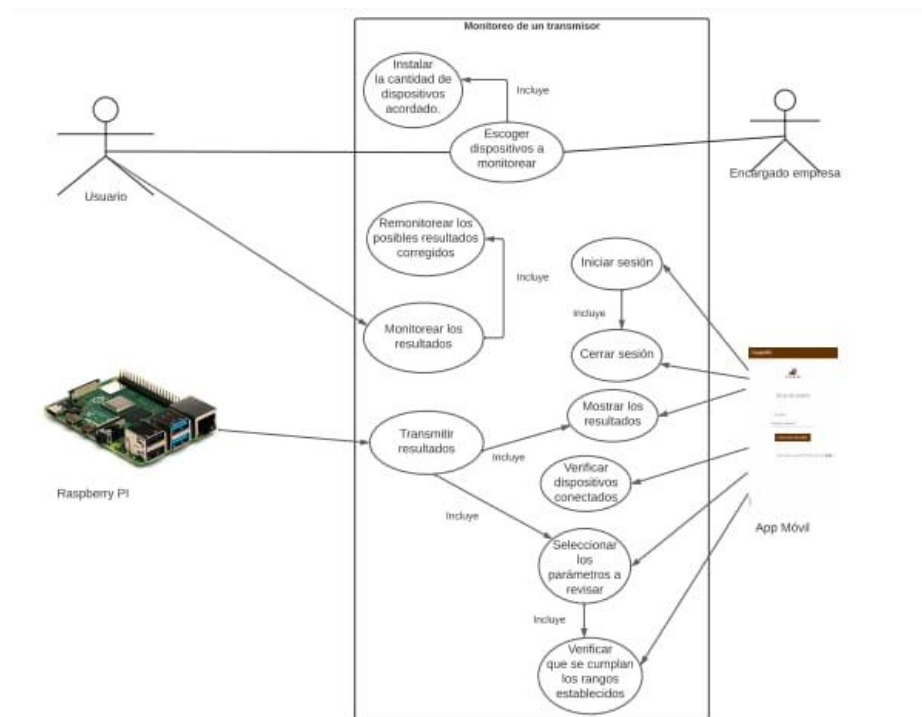 Monitoreo de un transmisor
Instalar
la cantidad de
dispositivos
acordado.
Incluye
Escoger
dispositivos a
monitorear
Usuario
Encargado empresa
Remonitorear los
posibles resultados
corregidos
Incluye
Iniciar sesión
Incluye
Monitorear los
resultados
Cerrar sesión
Mostrar los
resultados
Transmitir
resultados
Incluye
Verificar
dispositivos
conectados
Raspberry PI
Incluye
App Móvil
Seleccionar
los
parámetros a
revisar
Incluye
Verificar
que se cumplan
los rangos
establecidos